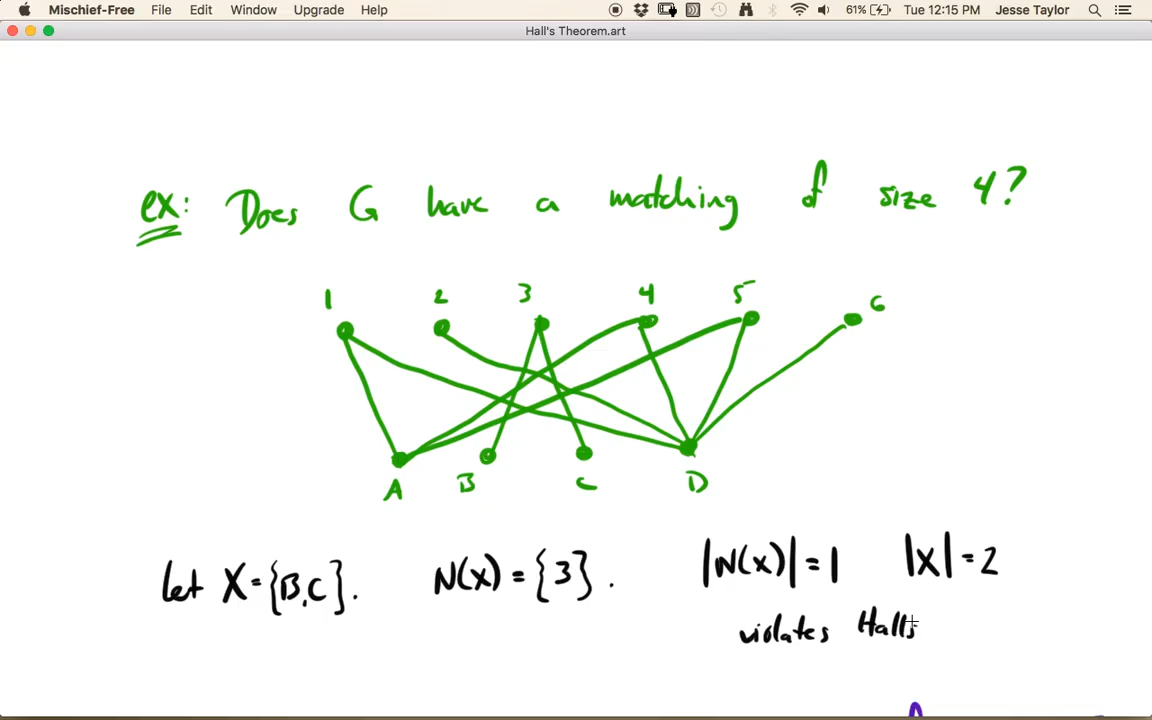 Mischief-Free File Edit Window Upgrade Help 61% Tue 12:15 PM Jesse Taylor
Hall's Theorem.art
ex: Does G have a matching of size 4?
1 2 3 4 5 6
A B C D
let X={B,C}. N(X)={3}. |N(X)|=1 |X|=2
violates Halls